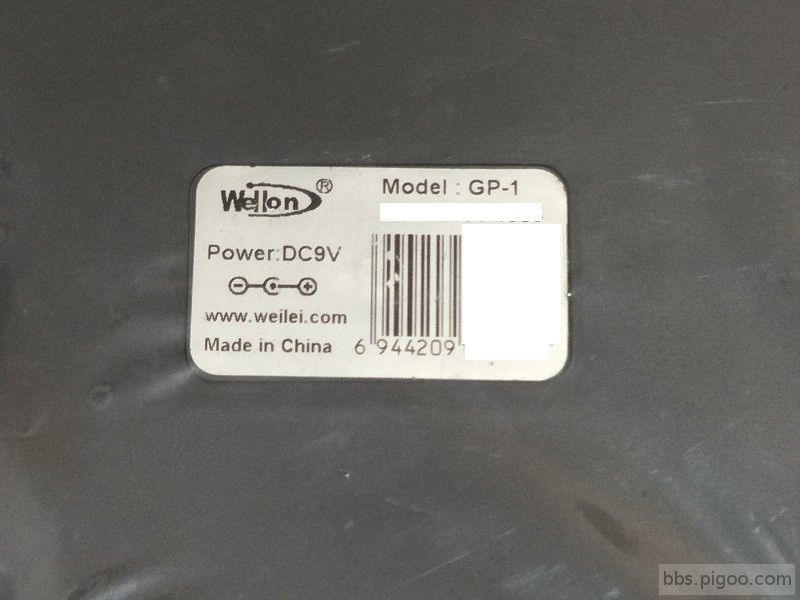 Wellon®
Model : GP-1
Power:DC9V
www.weilei.com
Made in China
6 944209
bbs.pigoo.com